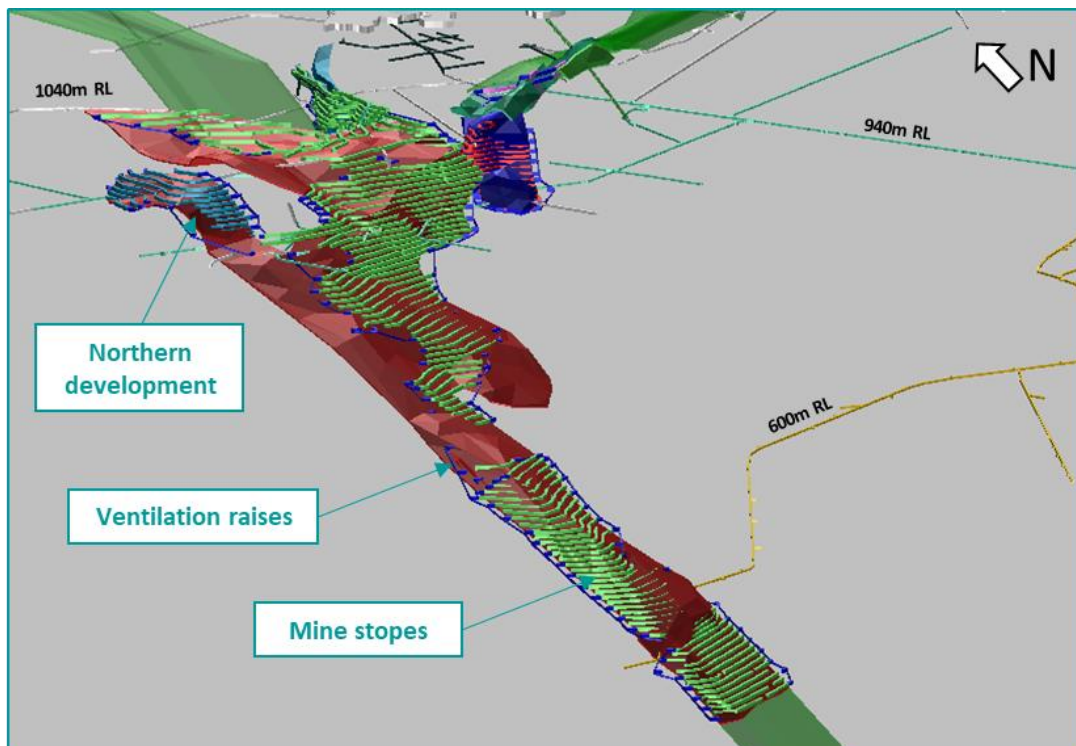 N
1040m RL
940m RL
Northern
development
600m RL
Ventilation raises
Mine stopes